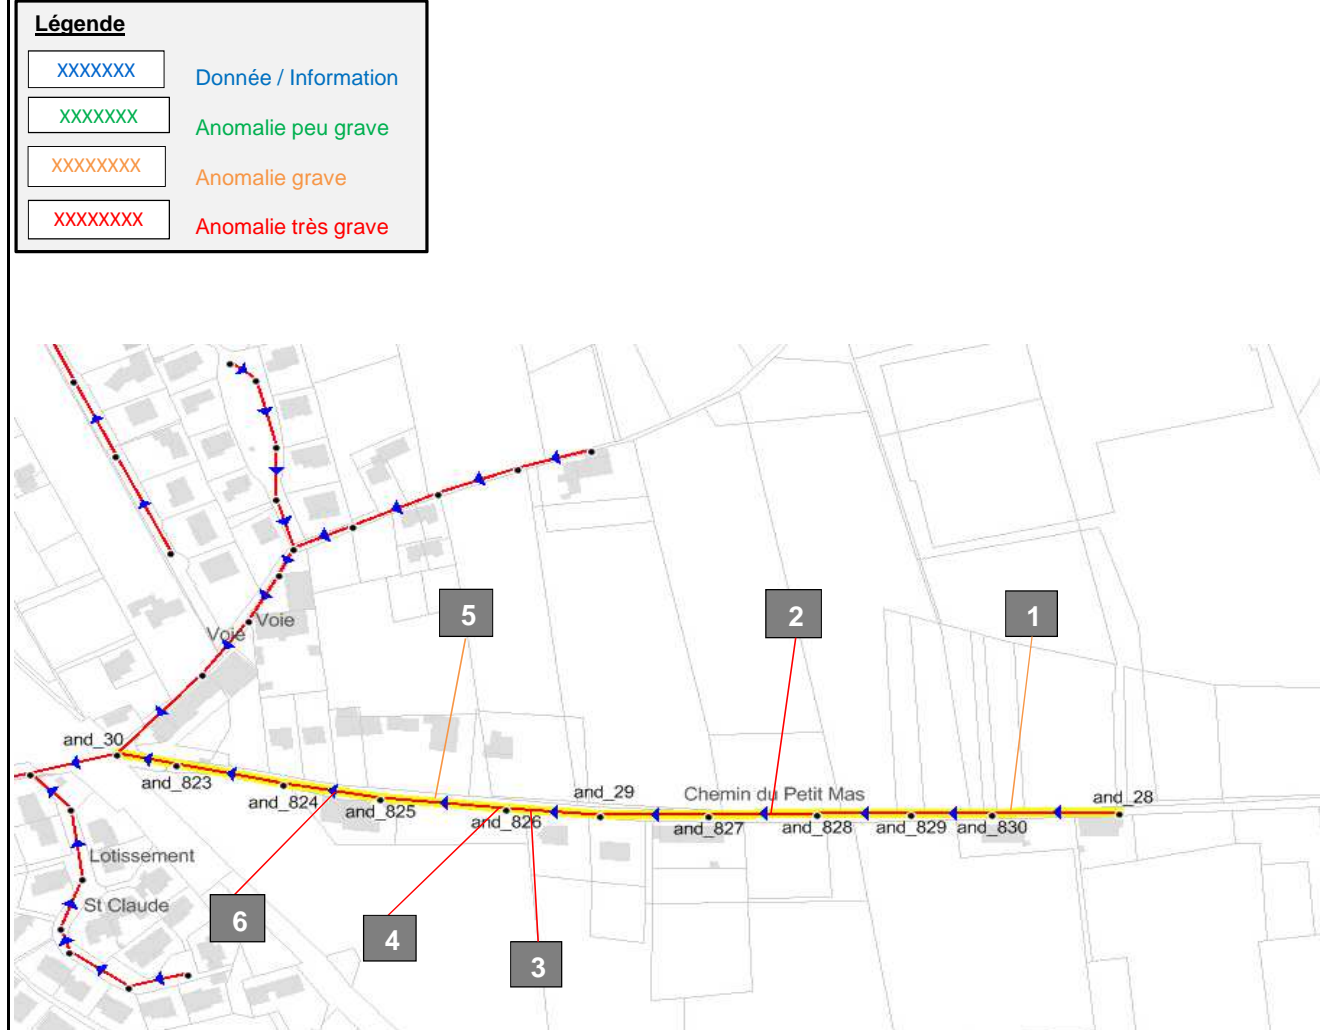 Légende
XXXXXXX
Donnée / Information
XXXXXXX
Anomalie peu grave
XXXXXXXX
Anomalie grave
XXXXXXXX
Anomalie très grave
5
2
1
Voie
Voie
and_30
and_823
and_824
and_825
and_826
and_29
Chemin du Petit Mas
and_827
and_828
and_829
and_830
and_28
Lotissement
St Claude
6
4
3